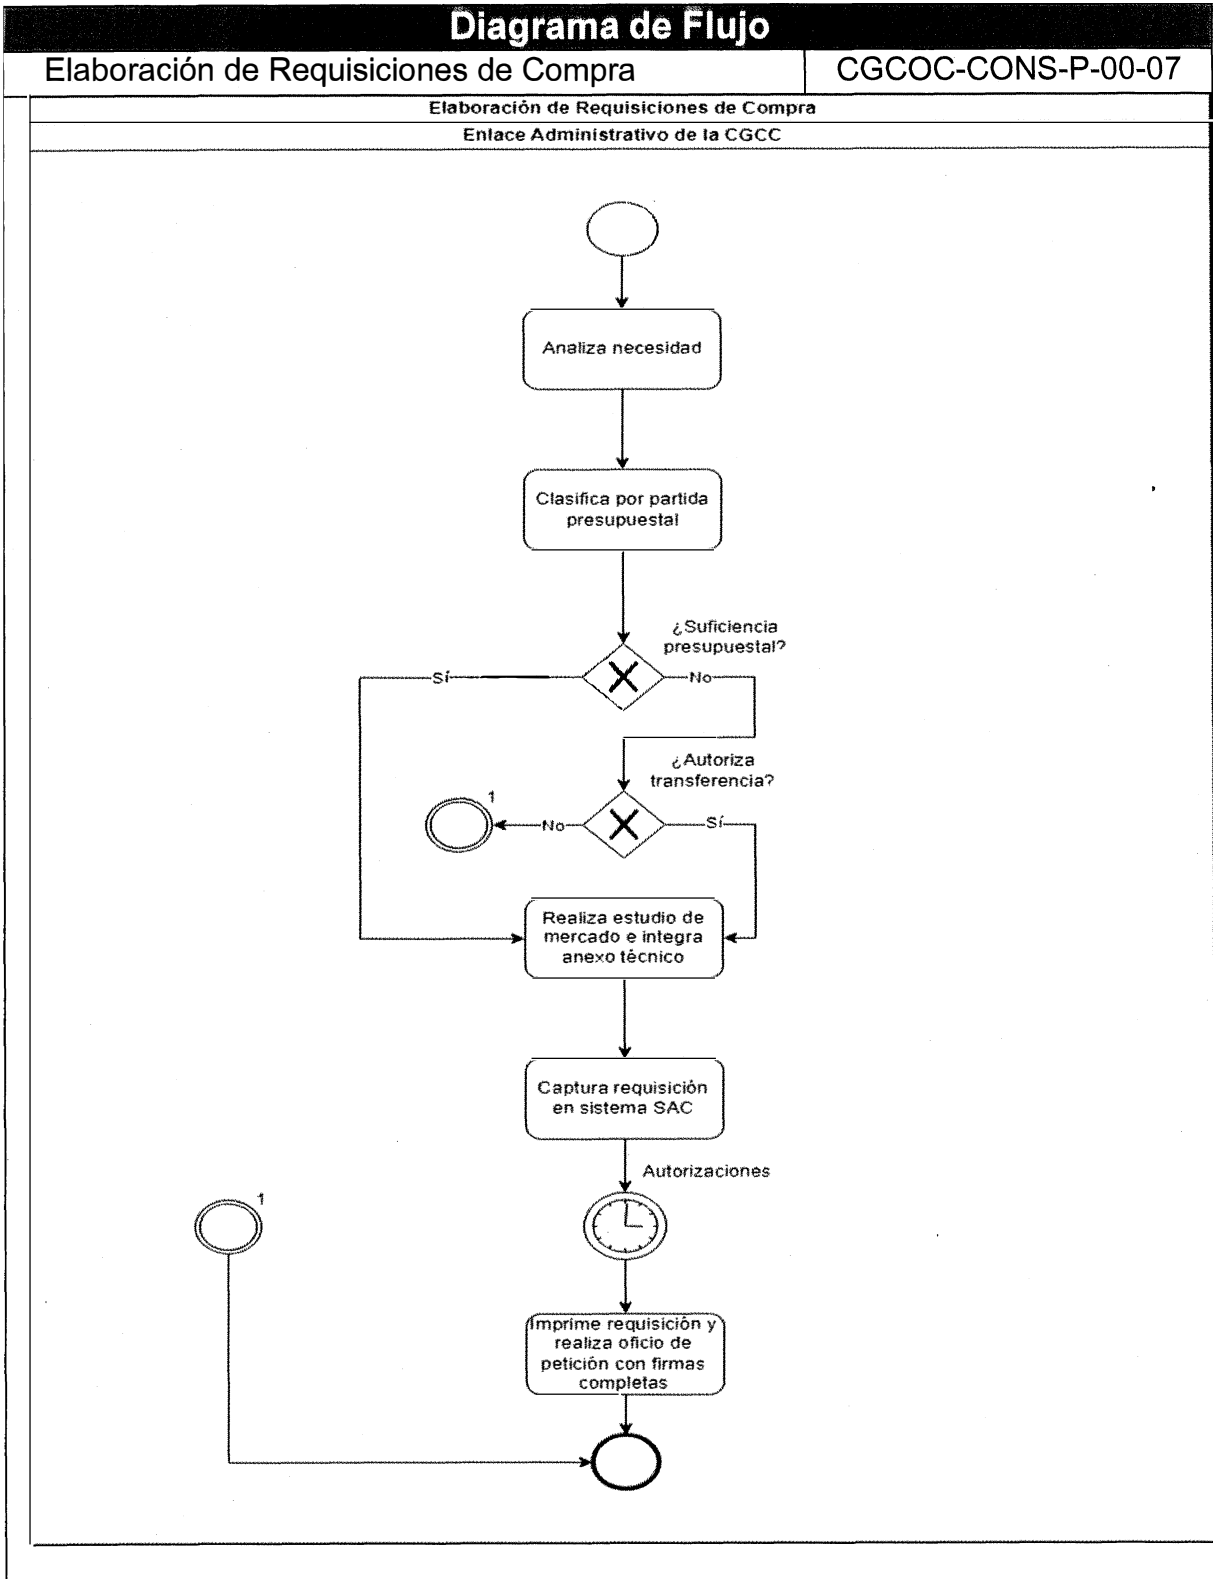 Diagrama de Flujo
Elaboración de Requisiciones de Compra
CGCOC-CONS-P-00-07
Elaboración de Requisiciones de Compra
Enlace Administrativo de la CGCC
Analiza necesidad
Clasifica por partida
presupuestal
¿Suficiencia
presupuestal?
Sí
No
¿Autoriza
transferencia?
1
No
Sí
Realiza estudio de
mercado e integra
anexo técnico
Captura requisición
en sistema SAC
Autorizaciones
1
Imprime requisición y
realiza oficio de
petición con firmas
completas